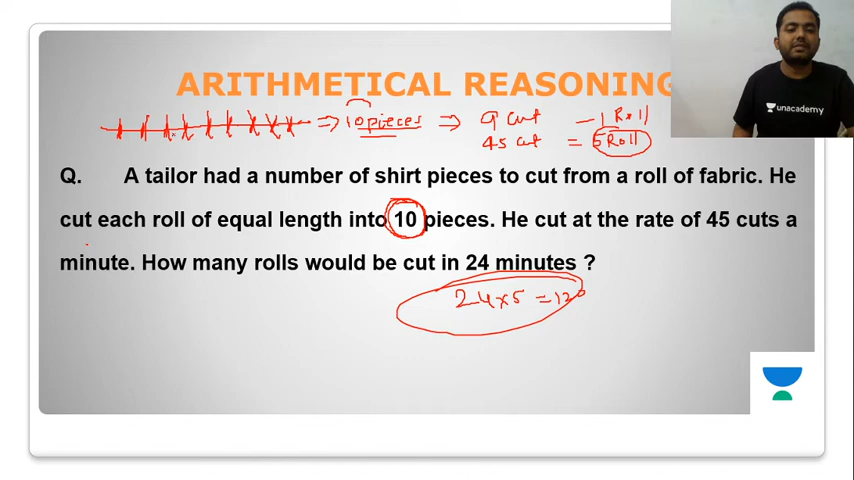 ARITHMETICAL REASONING
⇒ 10 pieces ⇒ 9 cut — 1 Roll
45 cut = 5 Roll
unacademy
Q. A tailor had a number of shirt pieces to cut from a roll of fabric. He
cut each roll of equal length into 10 pieces. He cut at the rate of 45 cuts a
minute. How many rolls would be cut in 24 minutes ?
24×5 =120